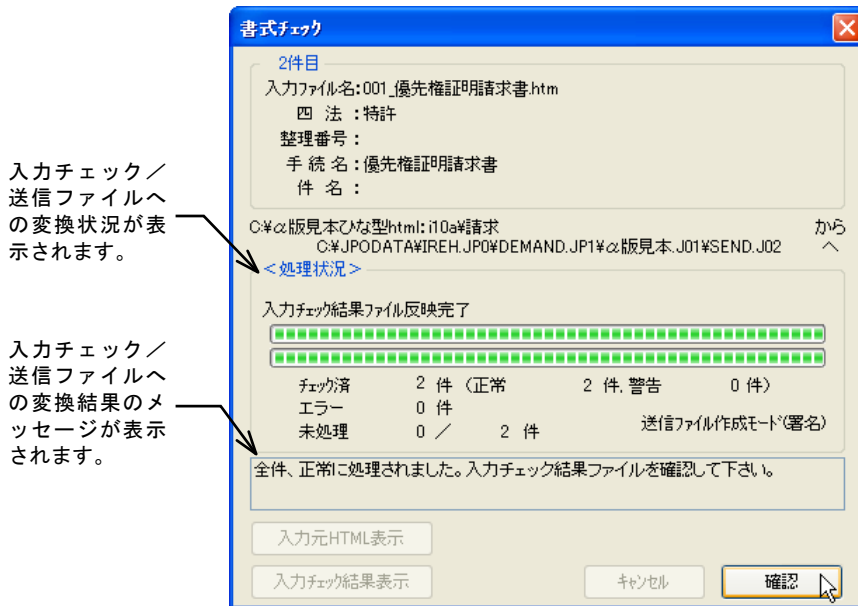 書式ﾁｪｯｸ
2件目
入力ﾌｧｲﾙ名:001_優先権証明請求書.htm
四 法 :特許
整理番号:
手 続 名:優先権証明請求書
件 名 :
入力チェック／
送信ファイルへ
の変換状況が表
示されます。
C:¥α版見本ひな型html:i10a¥請求 から
C:¥JPODATA¥IREH.JP0¥DEMAND.JP1¥α版見本.J01¥SEND.J02 へ
＜処理状況＞
入力ﾁｪｯｸ結果ﾌｧｲﾙ反映完了
入力チェック／
送信ファイルへ
の変換結果のメ
ッセージが表示
されます。
ﾁｪｯｸ済 2 件 (正常 2 件, 警告 0 件)
エラー 0 件
未処理 0 ／ 2 件 送信ﾌｧｲﾙ作成ﾓｰﾄﾞ(署名)
全件、正常に処理されました。入力チェック結果ファイルを確認して下さい。
入力元HTML表示
入力ﾁｪｯｸ結果表示 ｷｬﾝｾﾙ 確認